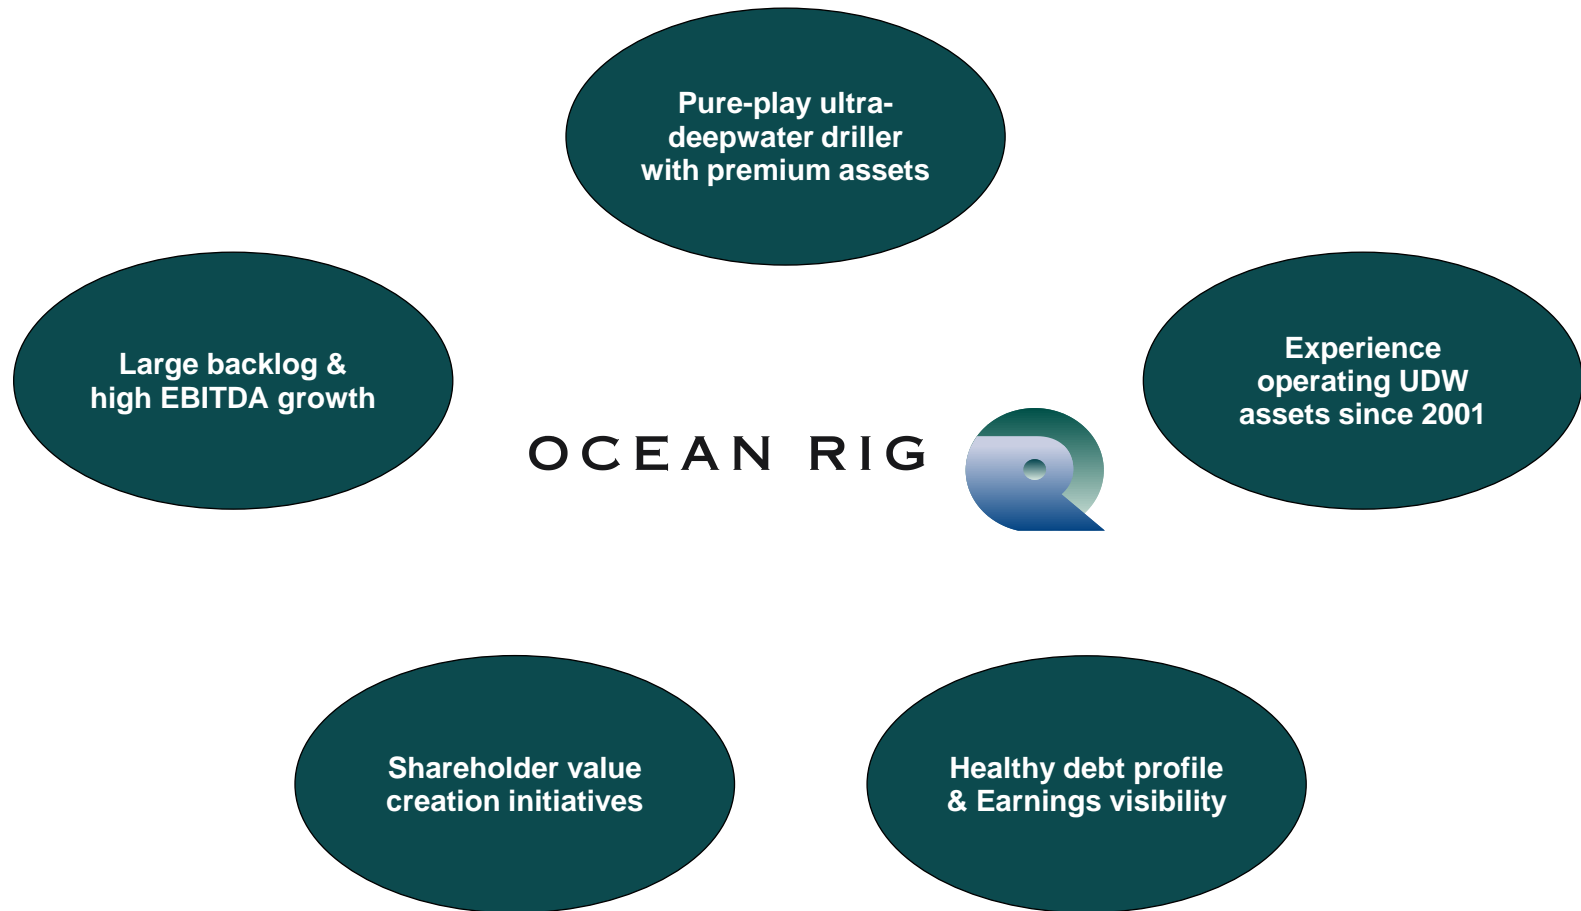 Pure-play ultra-
deepwater driller
with premium assets
Large backlog &
high EBITDA growth
Experience
operating UDW
assets since 2001
OCEAN RIG
Shareholder value
creation initiatives
Healthy debt profile
& Earnings visibility